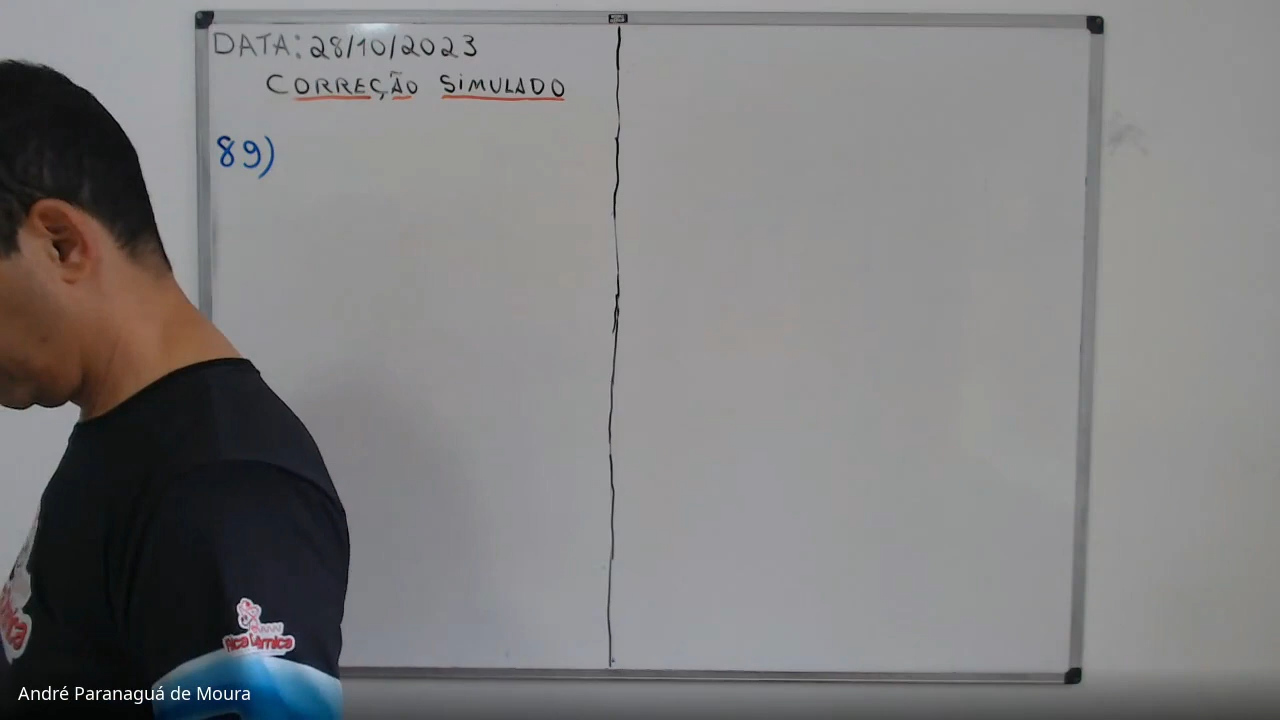 DATA: 28/10/2023
CORREÇÃO SIMULADO
89)
André Paranaguá de Moura